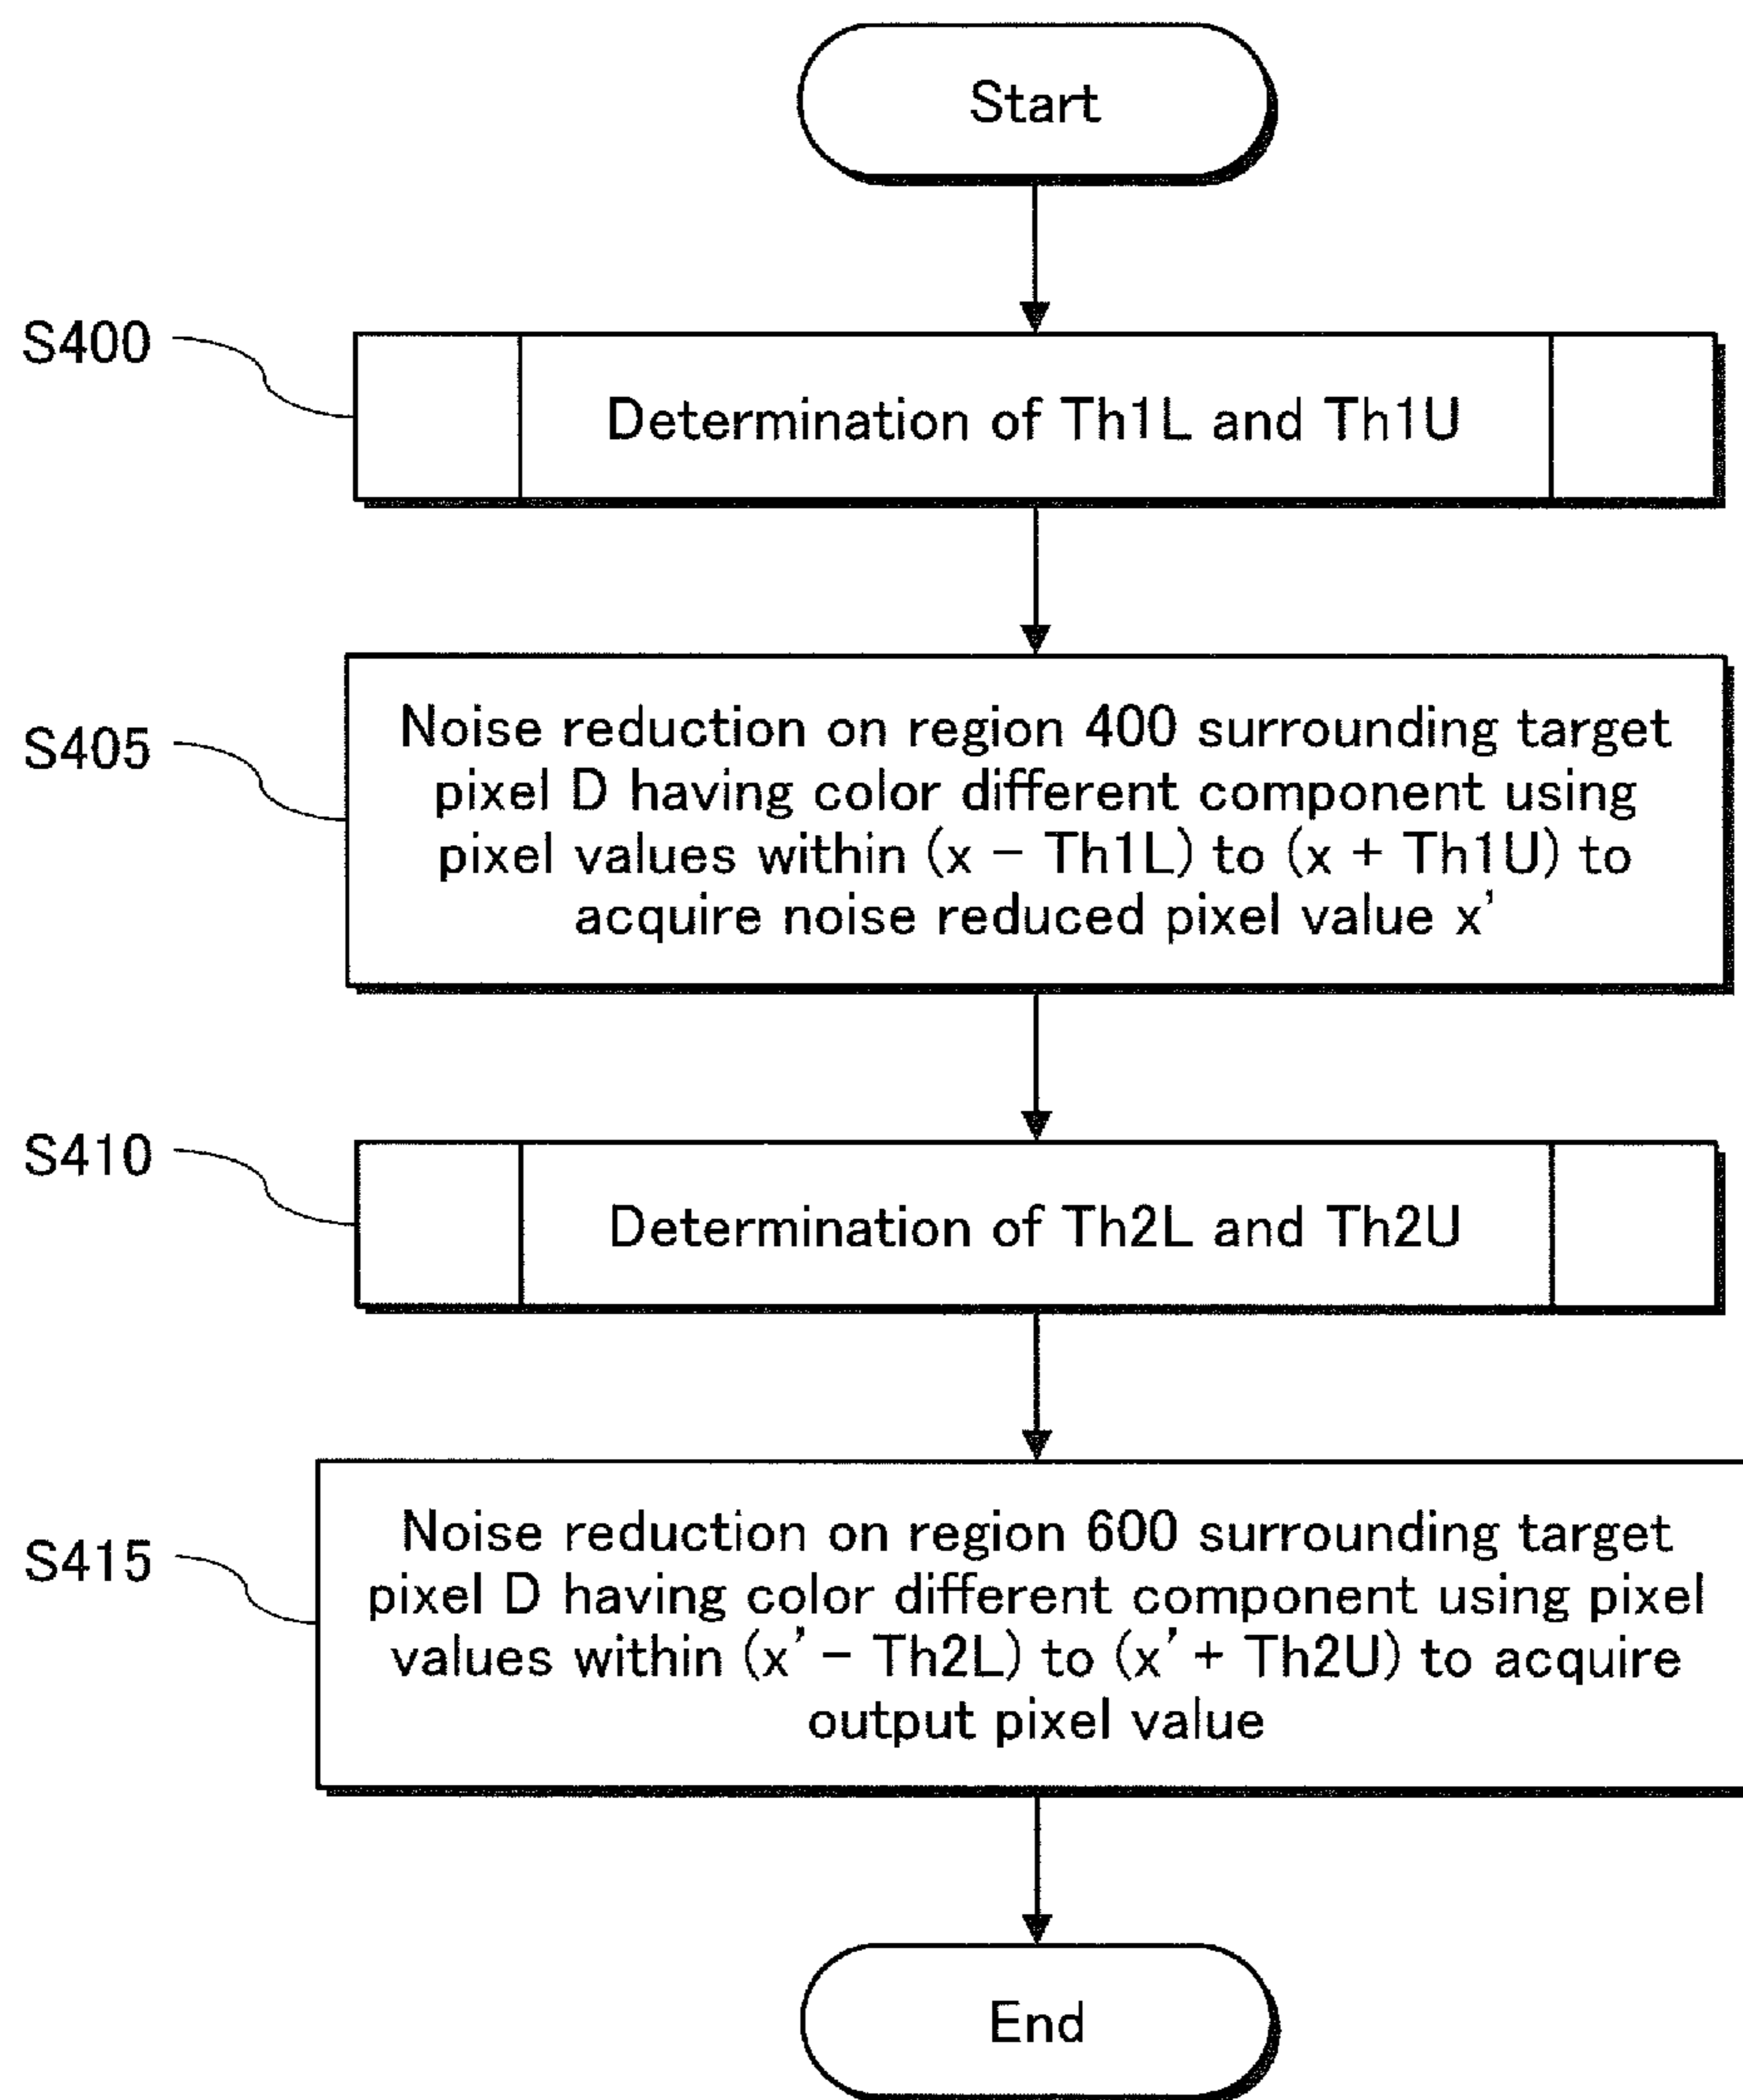 Start
S400
Determination of Th1L and Th1U
S405
Noise reduction on region 400 surrounding target
pixel D having color different component using
pixel values within (x − Th1L) to (x + Th1U) to
acquire noise reduced pixel value x’
S410
Determination of Th2L and Th2U
S415
Noise reduction on region 600 surrounding target
pixel D having color different component using pixel
values within (x’ − Th2L) to (x’ + Th2U) to acquire
output pixel value
End